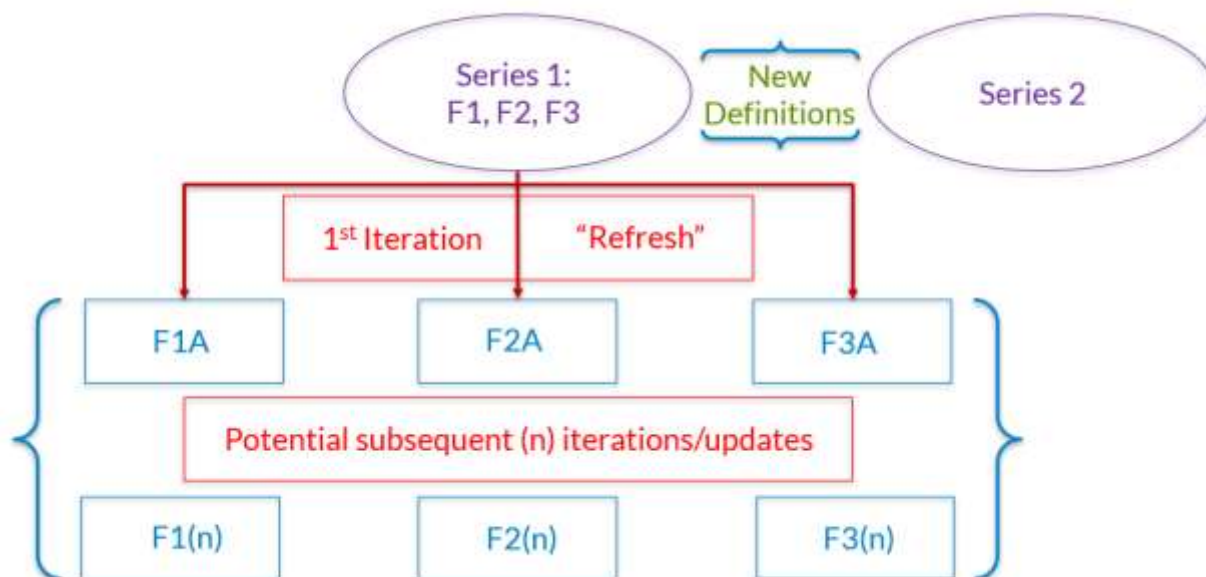 Series 1:
F1, F2, F3
New
Definitions
Series 2
1st Iteration
“Refresh”
F1A
F2A
F3A
Potential subsequent (n) iterations/updates
F1(n)
F2(n)
F3(n)